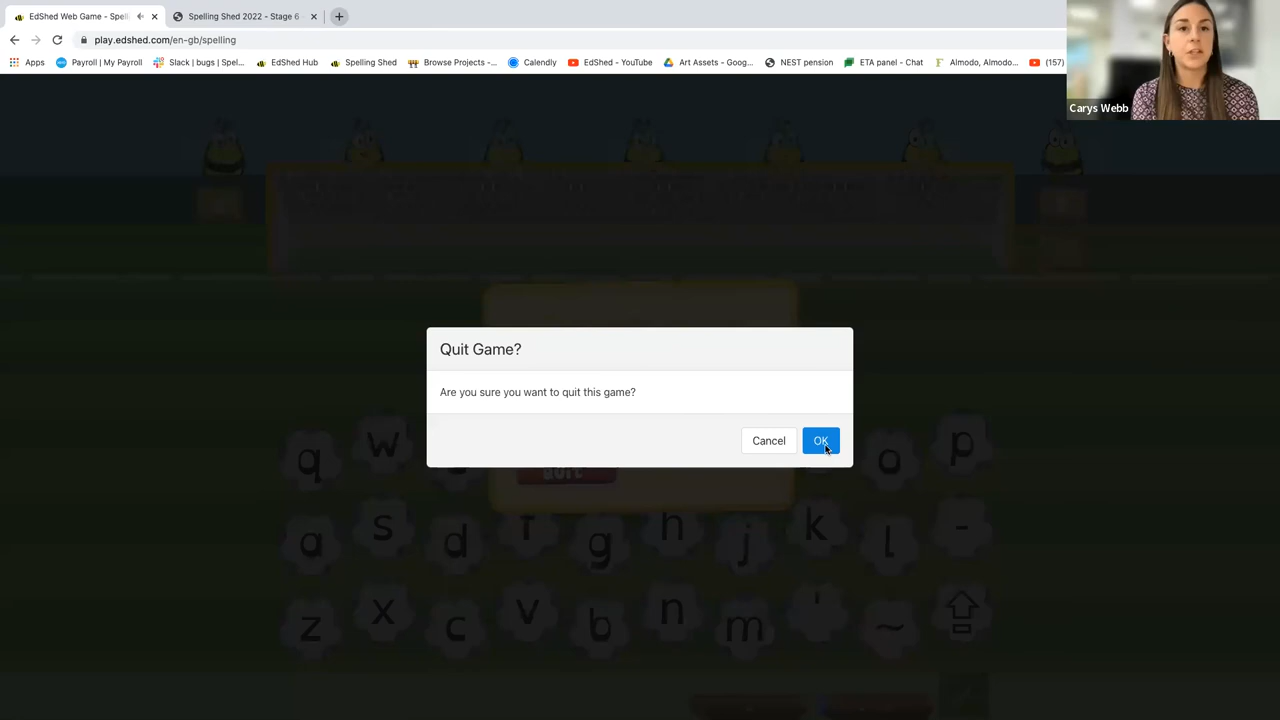 EdShed Web Game - Spell
Spelling Shed 2022 - Stage 6 -
play.edshed.com/en-gb/spelling
Apps
Payroll | My Payroll
Slack | bugs | Spel...
EdShed Hub
Spelling Shed
Browse Projects -...
Calendly
EdShed - YouTube
Art Assets - Goog...
NEST pension
ETA panel - Chat
Almodo, Almodo...
(157)
Carys Webb
Quit Game?
Are you sure you want to quit this game?
Cancel
OK
q w o p
QUIT
a s d f g h j k l -
z x c v b n m ' ~